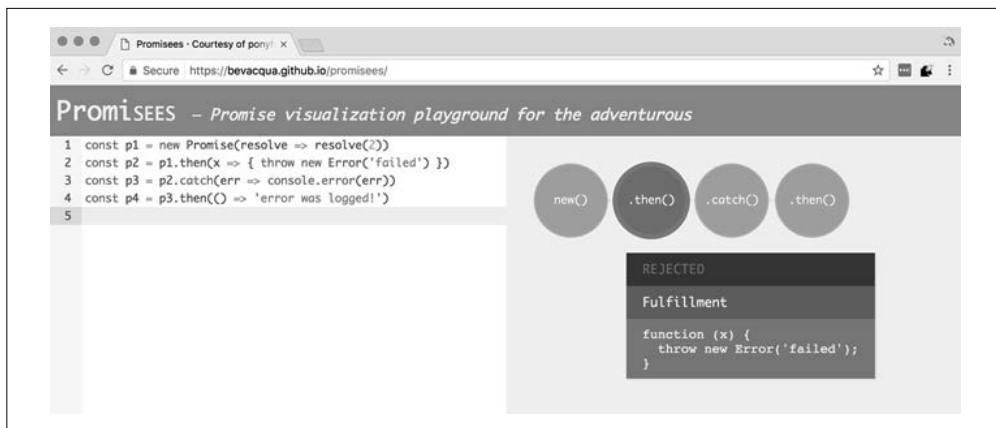 Promisees · Courtesy of pony
Secure https://bevacqua.github.io/promisees/
PromiSEES – Promise visualization playground for the adventurous
1 const p1 = new Promise(resolve => resolve(2))
2 const p2 = p1.then(x => { throw new Error('failed') })
3 const p3 = p2.catch(err => console.error(err))
4 const p4 = p3.then(() => 'error was logged!')
5
new() .then() .catch() .then()
REJECTED
Fulfillment
function (x) {
throw new Error('failed');
}